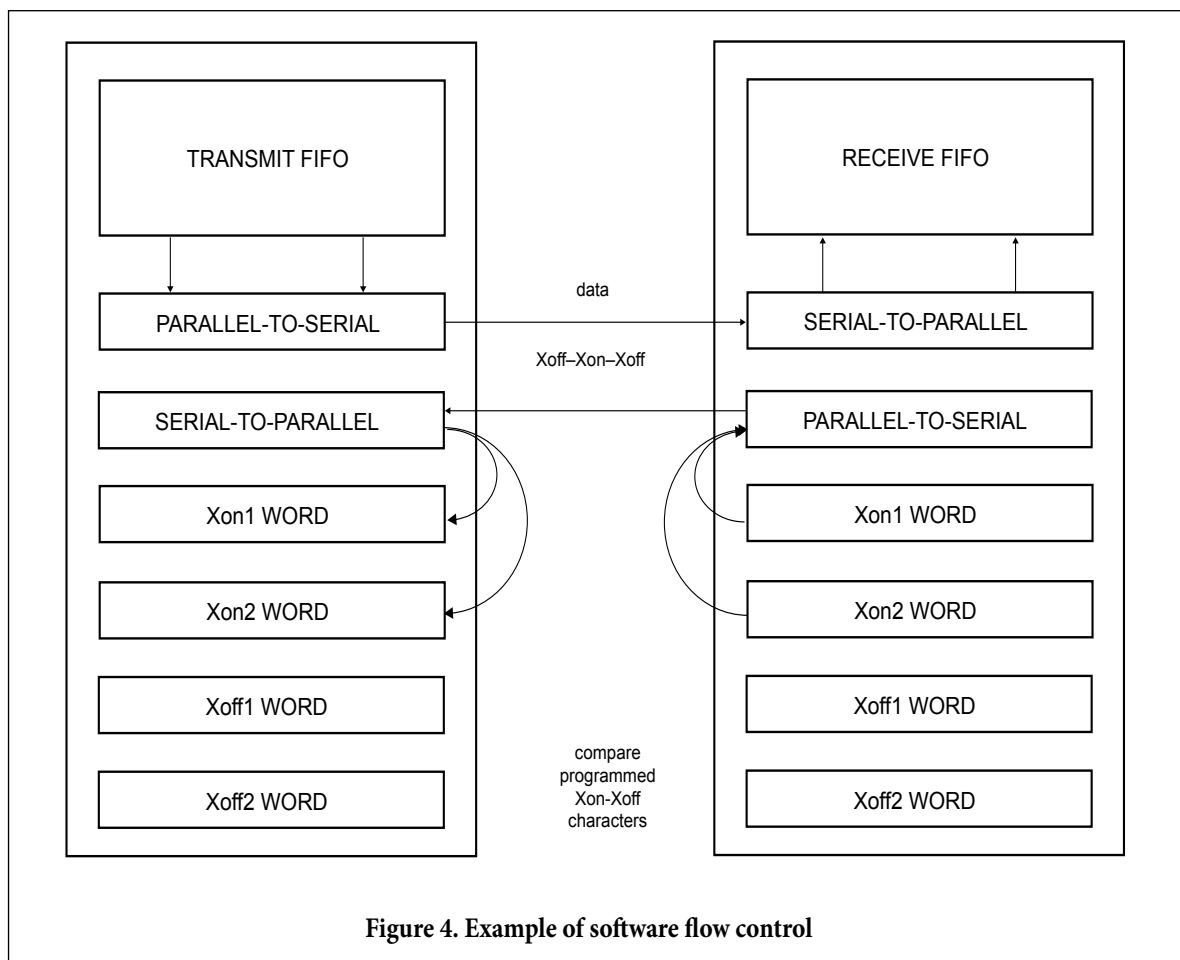 TRANSMIT FIFO
RECEIVE FIFO
data
PARALLEL-TO-SERIAL
SERIAL-TO-PARALLEL
Xoff–Xon–Xoff
SERIAL-TO-PARALLEL
PARALLEL-TO-SERIAL
Xon1 WORD
Xon1 WORD
Xon2 WORD
Xon2 WORD
Xoff1 WORD
Xoff1 WORD
compare
programmed
Xon-Xoff
characters
Xoff2 WORD
Xoff2 WORD
Figure 4. Example of software flow control